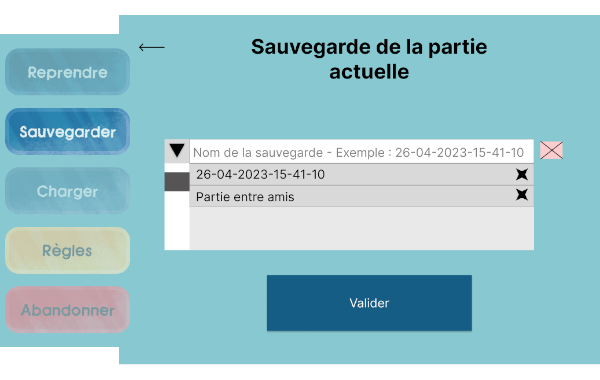 Sauvegarde de la partie
actuelle
Reprendre
Sauvegarder
Charger
Règles
Abandonner
Nom de la sauvegarde - Exemple : 26-04-2023-15-41-10
26-04-2023-15-41-10
Partie entre amis
Valider